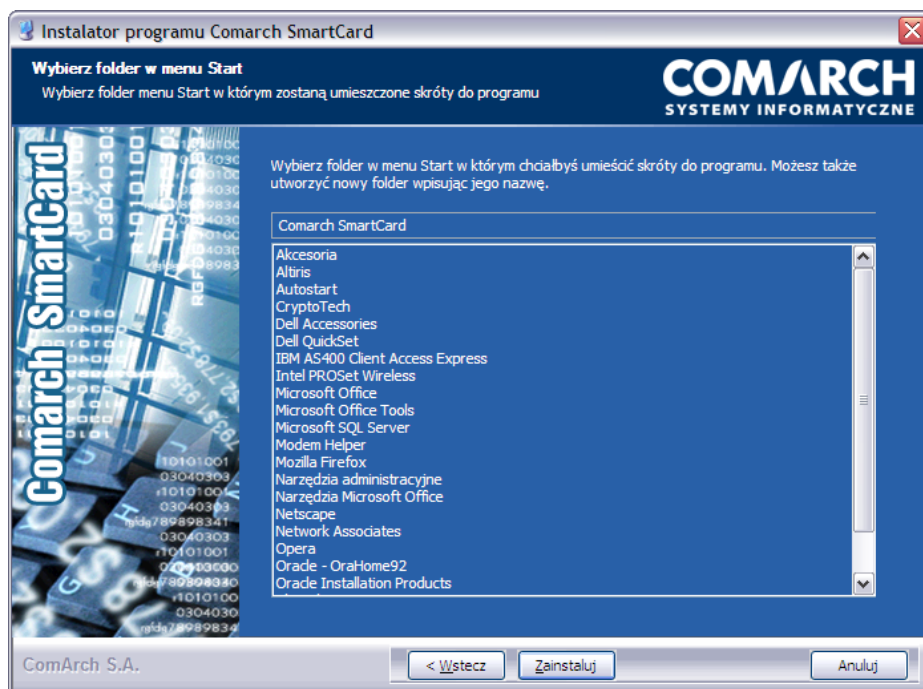 Instalator programu Comarch SmartCard
Wybierz folder w menu Start
Wybierz folder menu Start w którym zostaną umieszczone skróty do programu
COMARCH
SYSTEMY INFORMATYCZNE
Comarch SmartCard
Wybierz folder w menu Start w którym chciałbyś umieścić skróty do programu. Możesz także
utworzyć nowy folder wpisując jego nazwę.
Comarch SmartCard
Akcesoria
Altiris
Autostart
CryptoTech
Dell Accessories
Dell QuickSet
IBM AS400 Client Access Express
Intel PROSet Wireless
Microsoft Office
Microsoft Office Tools
Microsoft SQL Server
Modem Helper
Mozilla Firefox
Narzędzia administracyjne
Narzędzia Microsoft Office
Netscape
Network Associates
Opera
Oracle - OraHome92
Oracle Installation Products
ComArch S.A.
< Wstecz
Zainstaluj
Anuluj